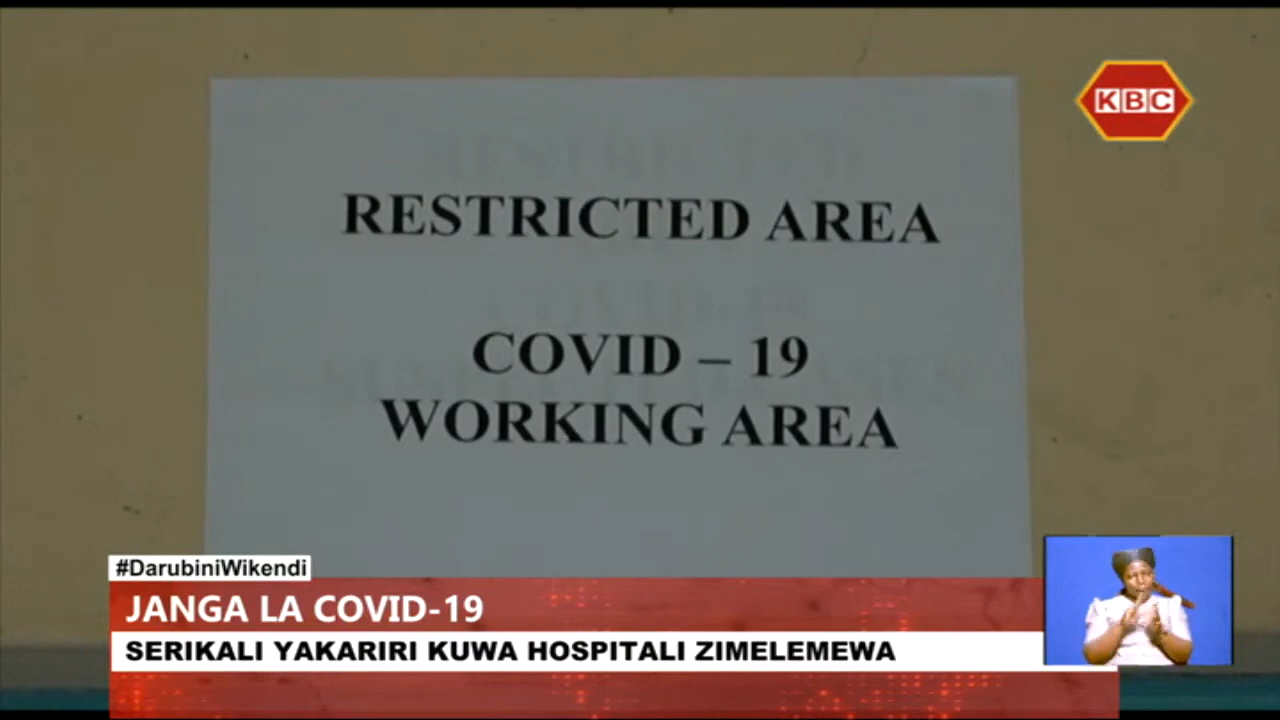 KBC
RESTRICTED AREA
COVID – 19
WORKING AREA
#DarubiniWikendi
JANGA LA COVID-19
SERIKALI YAKARIRI KUWA HOSPITALI ZIMELEMEWA